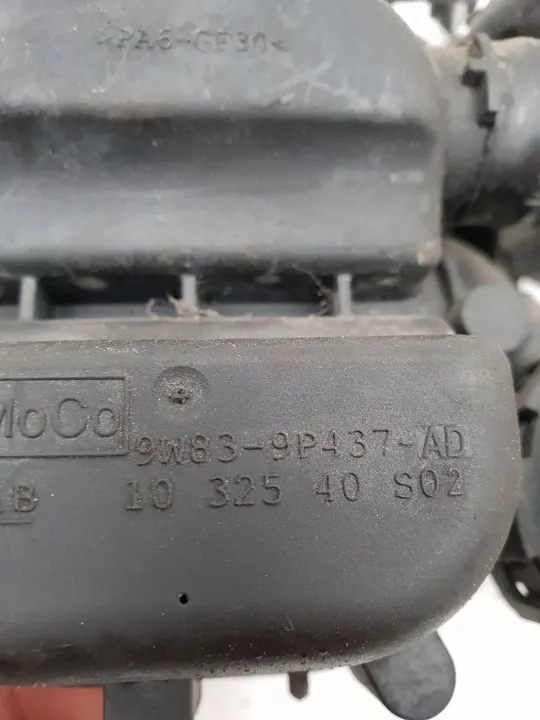 >PA6-GF30<
MoCo
9W83-9P437-AD
1B 10 325 40 S02